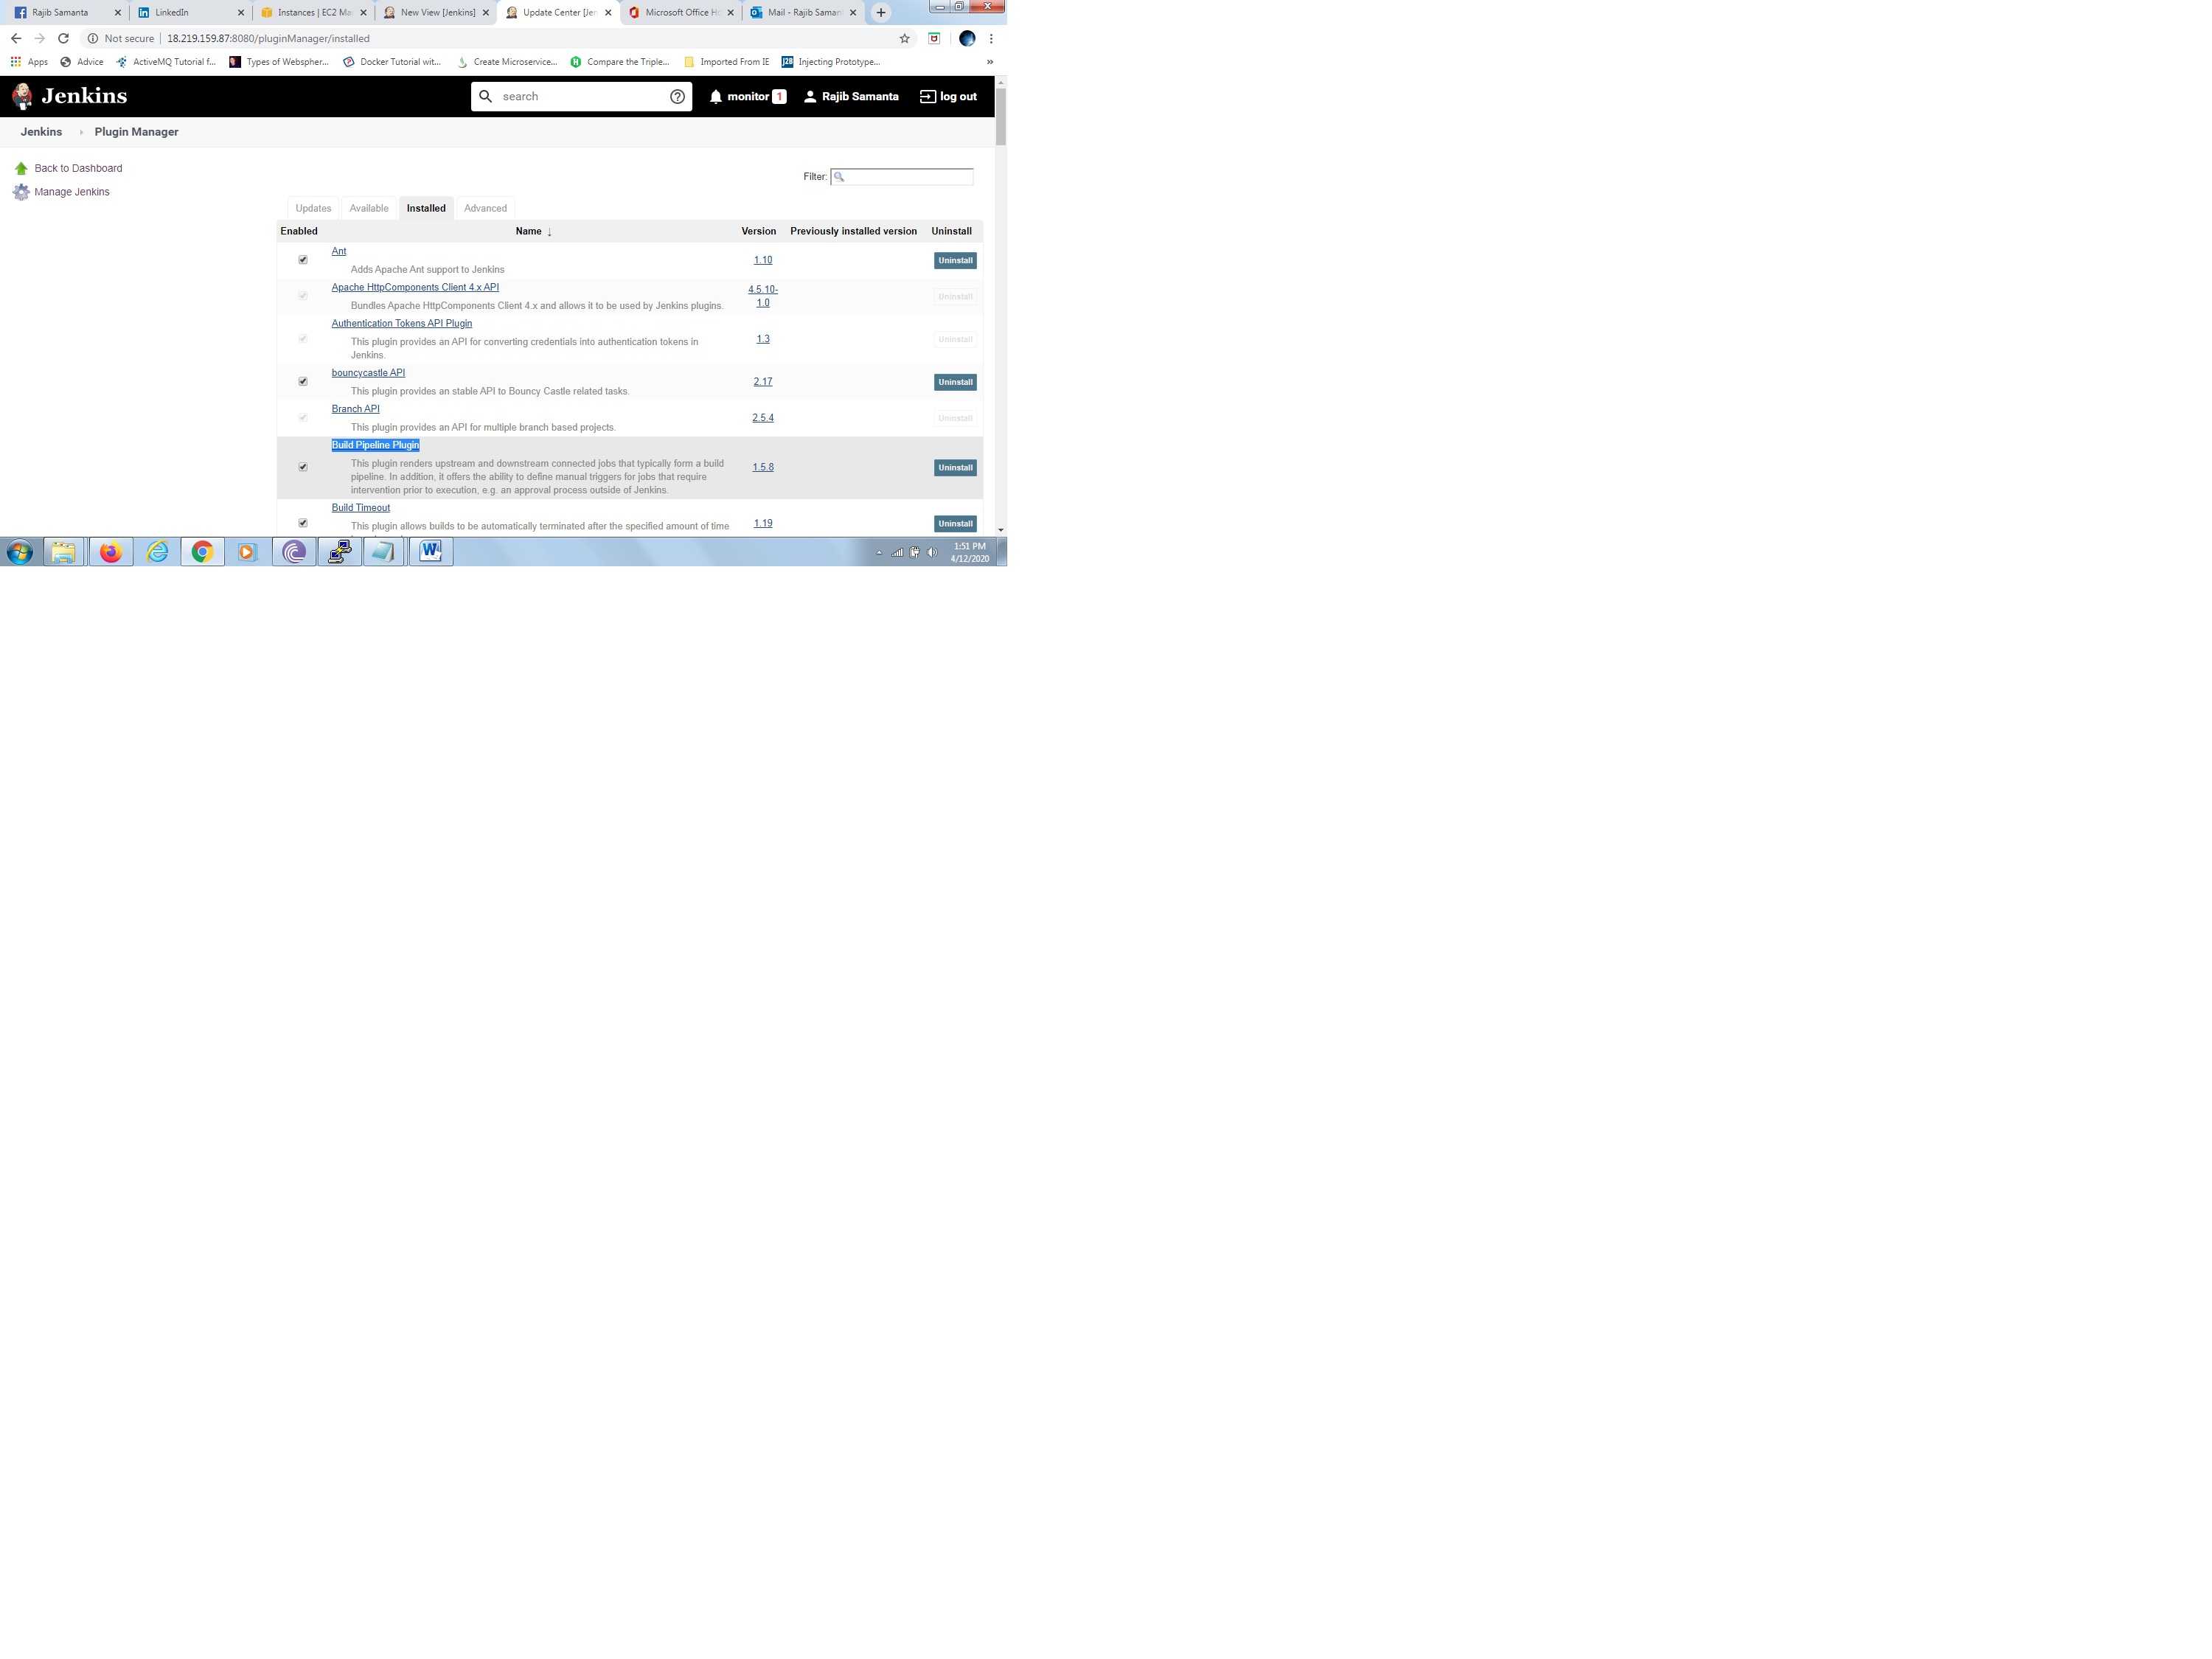 Rajib Samanta
LinkedIn
Instances | EC2 Ma
New View [Jenkins]
Update Center [Jen
Microsoft Office Ho
Mail - Rajib Saman
Not secure | 18.219.159.87:8080/pluginManager/installed
Apps
Advice
ActiveMQ Tutorial f...
Types of Webspher...
Docker Tutorial wit...
Create Microservice...
Compare the Triple...
Imported From IE
Injecting Prototype...
»
Jenkins
search
monitor 1
Rajib Samanta
log out
Jenkins
Plugin Manager
Back to Dashboard
Manage Jenkins
Filter:
Updates
Available
Installed
Advanced
Enabled
Name ↓
Version
Previously installed version
Uninstall
Ant
Adds Apache Ant support to Jenkins
1.10
Uninstall
Apache HttpComponents Client 4.x API
Bundles Apache HttpComponents Client 4.x and allows it to be used by Jenkins plugins.
4.5.10-
1.0
Uninstall
Authentication Tokens API Plugin
This plugin provides an API for converting credentials into authentication tokens in
Jenkins.
1.3
Uninstall
bouncycastle API
This plugin provides an stable API to Bouncy Castle related tasks.
2.17
Uninstall
Branch API
This plugin provides an API for multiple branch based projects.
2.5.4
Uninstall
Build Pipeline Plugin
This plugin renders upstream and downstream connected jobs that typically form a build
pipeline. In addition, it offers the ability to define manual triggers for jobs that require
intervention prior to execution, e.g. an approval process outside of Jenkins.
1.5.8
Uninstall
Build Timeout
This plugin allows builds to be automatically terminated after the specified amount of time
1.19
Uninstall
1:51 PM
4/12/2020